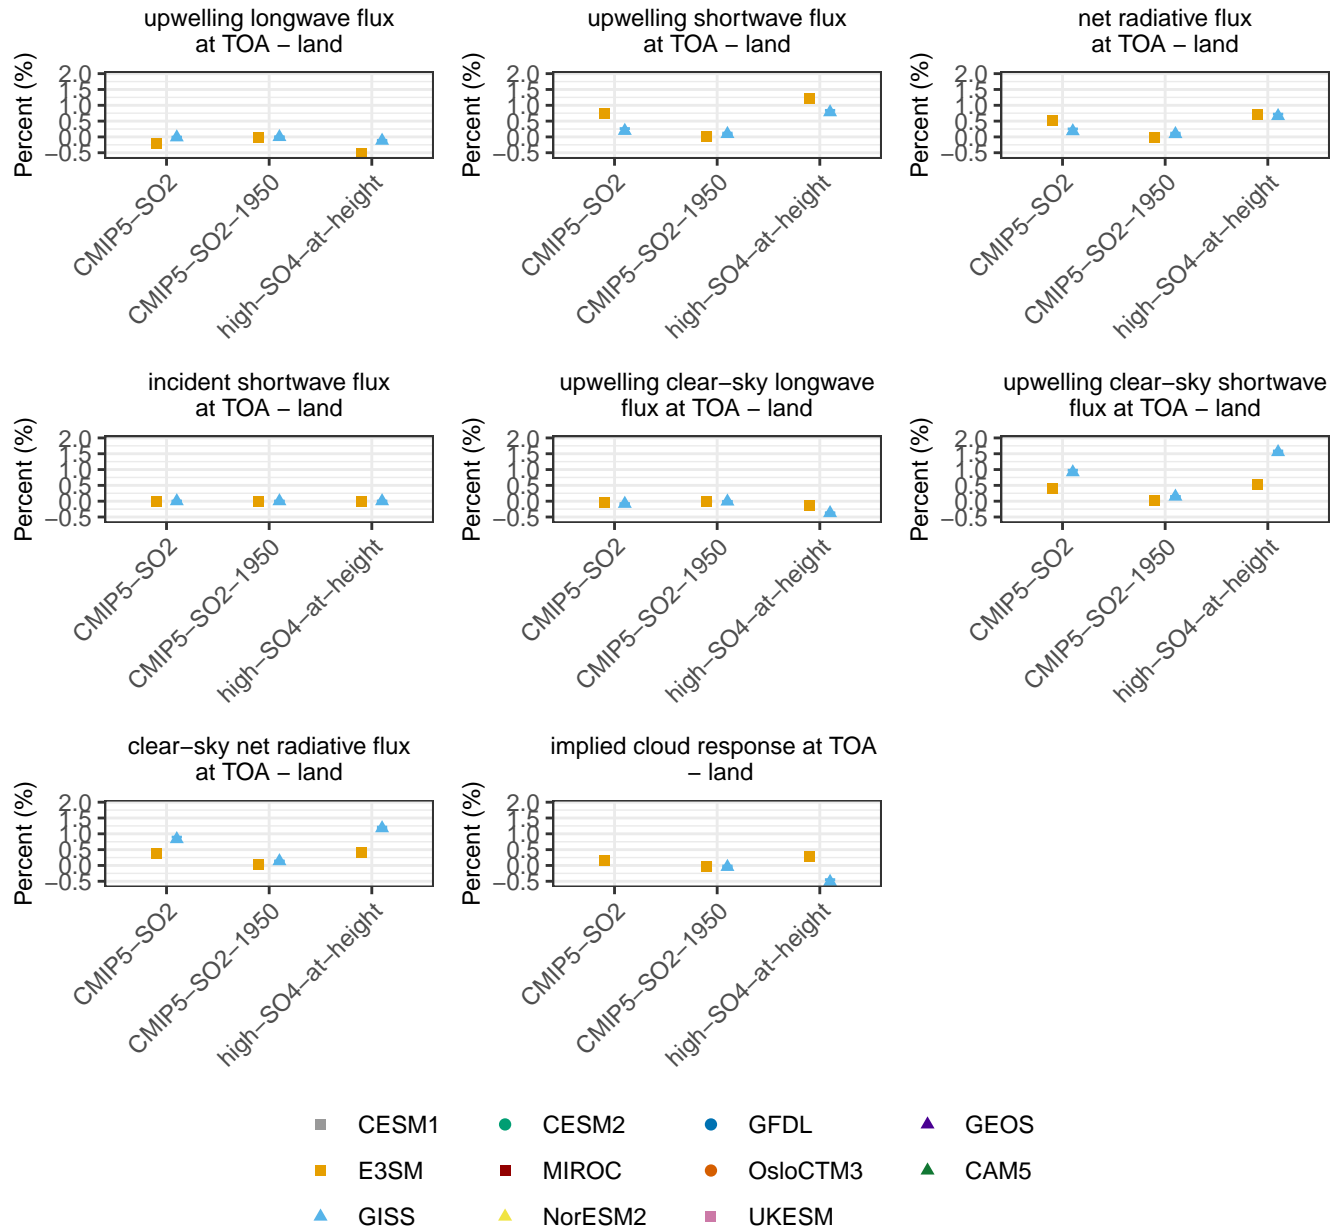 upwelling longwave flux
at TOA − land
upwelling shortwave flux
at TOA − land
net radiative flux
at TOA − land
Percent (%)
2.0
1.5
1.0
0.5
0.0
−0.5
CMIP5−SO2
CMIP5−SO2−1950
high−SO4−at−height
Percent (%)
2.0
1.5
1.0
0.5
0.0
−0.5
CMIP5−SO2
CMIP5−SO2−1950
high−SO4−at−height
Percent (%)
2.0
1.5
1.0
0.5
0.0
−0.5
CMIP5−SO2
CMIP5−SO2−1950
high−SO4−at−height
incident shortwave flux
at TOA − land
upwelling clear−sky longwave
flux at TOA − land
upwelling clear−sky shortwave
flux at TOA − land
Percent (%)
2.0
1.5
1.0
0.5
0.0
−0.5
CMIP5−SO2
CMIP5−SO2−1950
high−SO4−at−height
Percent (%)
2.0
1.5
1.0
0.5
0.0
−0.5
CMIP5−SO2
CMIP5−SO2−1950
high−SO4−at−height
Percent (%)
2.0
1.5
1.0
0.5
0.0
−0.5
CMIP5−SO2
CMIP5−SO2−1950
high−SO4−at−height
clear−sky net radiative flux
at TOA − land
implied cloud response at TOA
− land
Percent (%)
2.0
1.5
1.0
0.5
0.0
−0.5
CMIP5−SO2
CMIP5−SO2−1950
high−SO4−at−height
Percent (%)
2.0
1.5
1.0
0.5
0.0
−0.5
CMIP5−SO2
CMIP5−SO2−1950
high−SO4−at−height
CESM1 CESM2 GFDL GEOS
E3SM MIROC OsloCTM3 CAM5
GISS NorESM2 UKESM